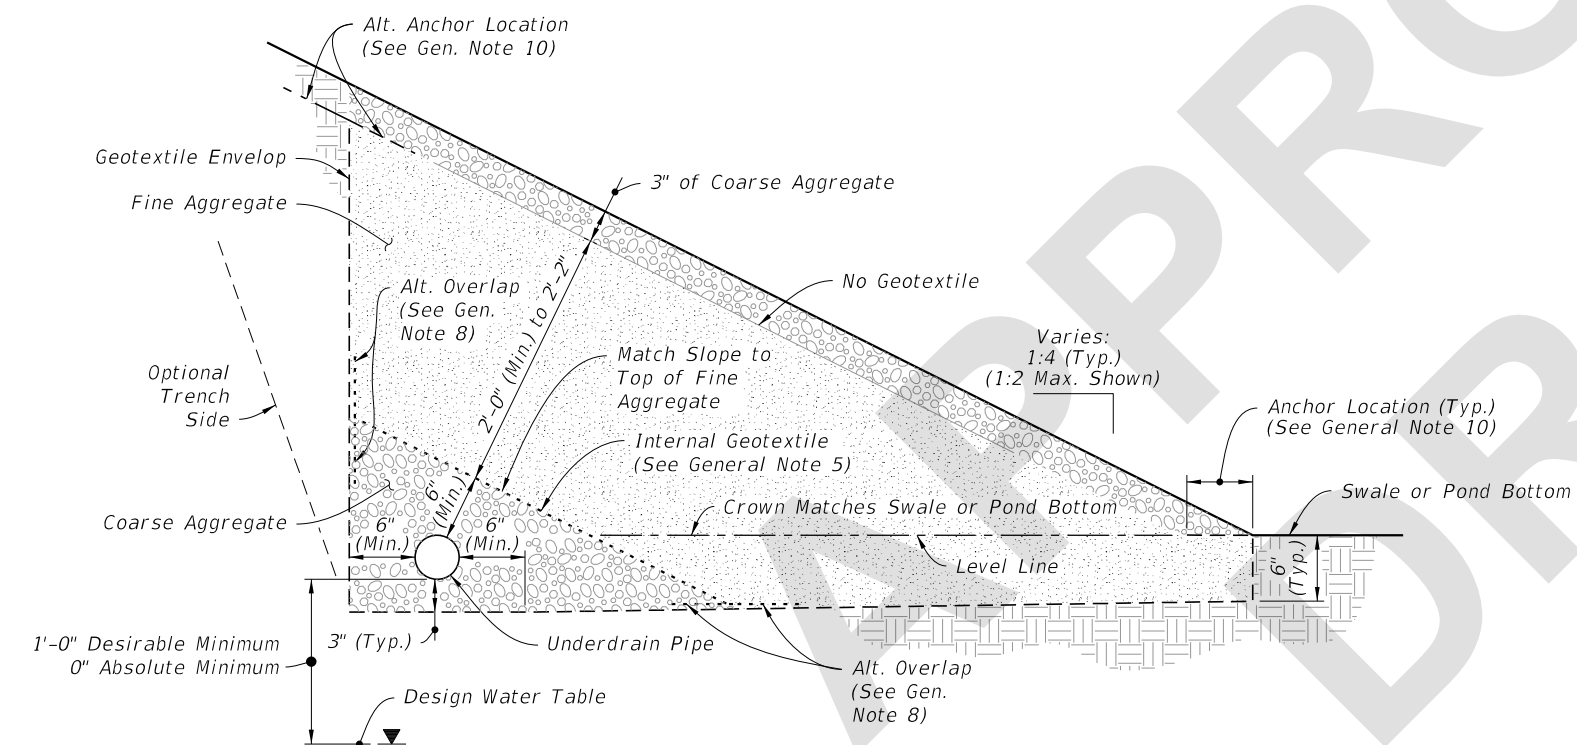 Alt. Anchor Location
(See Gen. Note 10)
Geotextile Envelop
3" of Coarse Aggregate
Fine Aggregate
No Geotextile
Alt. Overlap
(See Gen.
Note 8)
2'-0" (Min.) to 2'-2"
Varies:
1:4 (Typ.)
(1:2 Max. Shown)
Match Slope to
Top of Fine
Aggregate
Optional
Trench
Side
Anchor Location (Typ.)
(See General Note 10)
Internal Geotextile
(See General Note 5)
6"
(Min.)
Swale or Pond Bottom
Crown Matches Swale or Pond Bottom
Coarse Aggregate
6"
(Min.)
6"
(Min.)
Level Line
6"
(Typ.)
1'-0" Desirable Minimum
0" Absolute Minimum
3" (Typ.)
Underdrain Pipe
Alt. Overlap
(See Gen.
Note 8)
Design Water Table
APPRO
DR